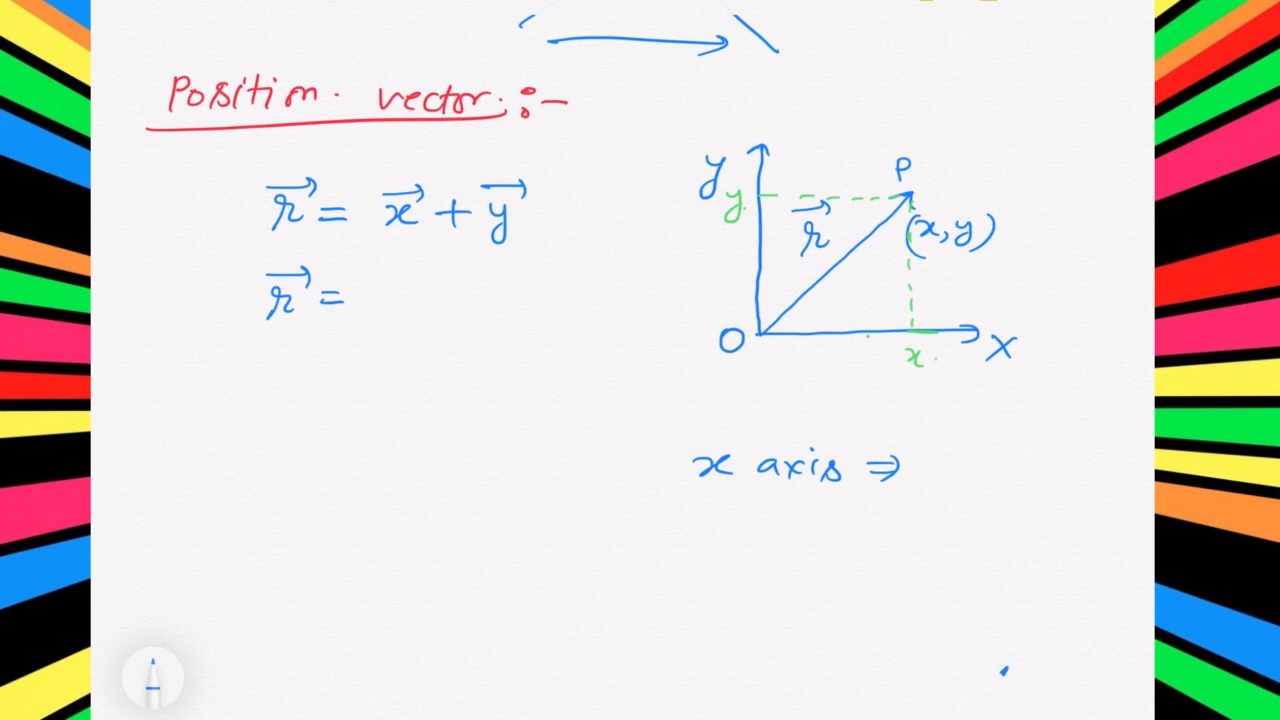 Position. vector. :-
r⃗ = x⃗ + y⃗
r⃗ =
y
y
P
r⃗
(x, y)
O
x
X
x axis ⇒